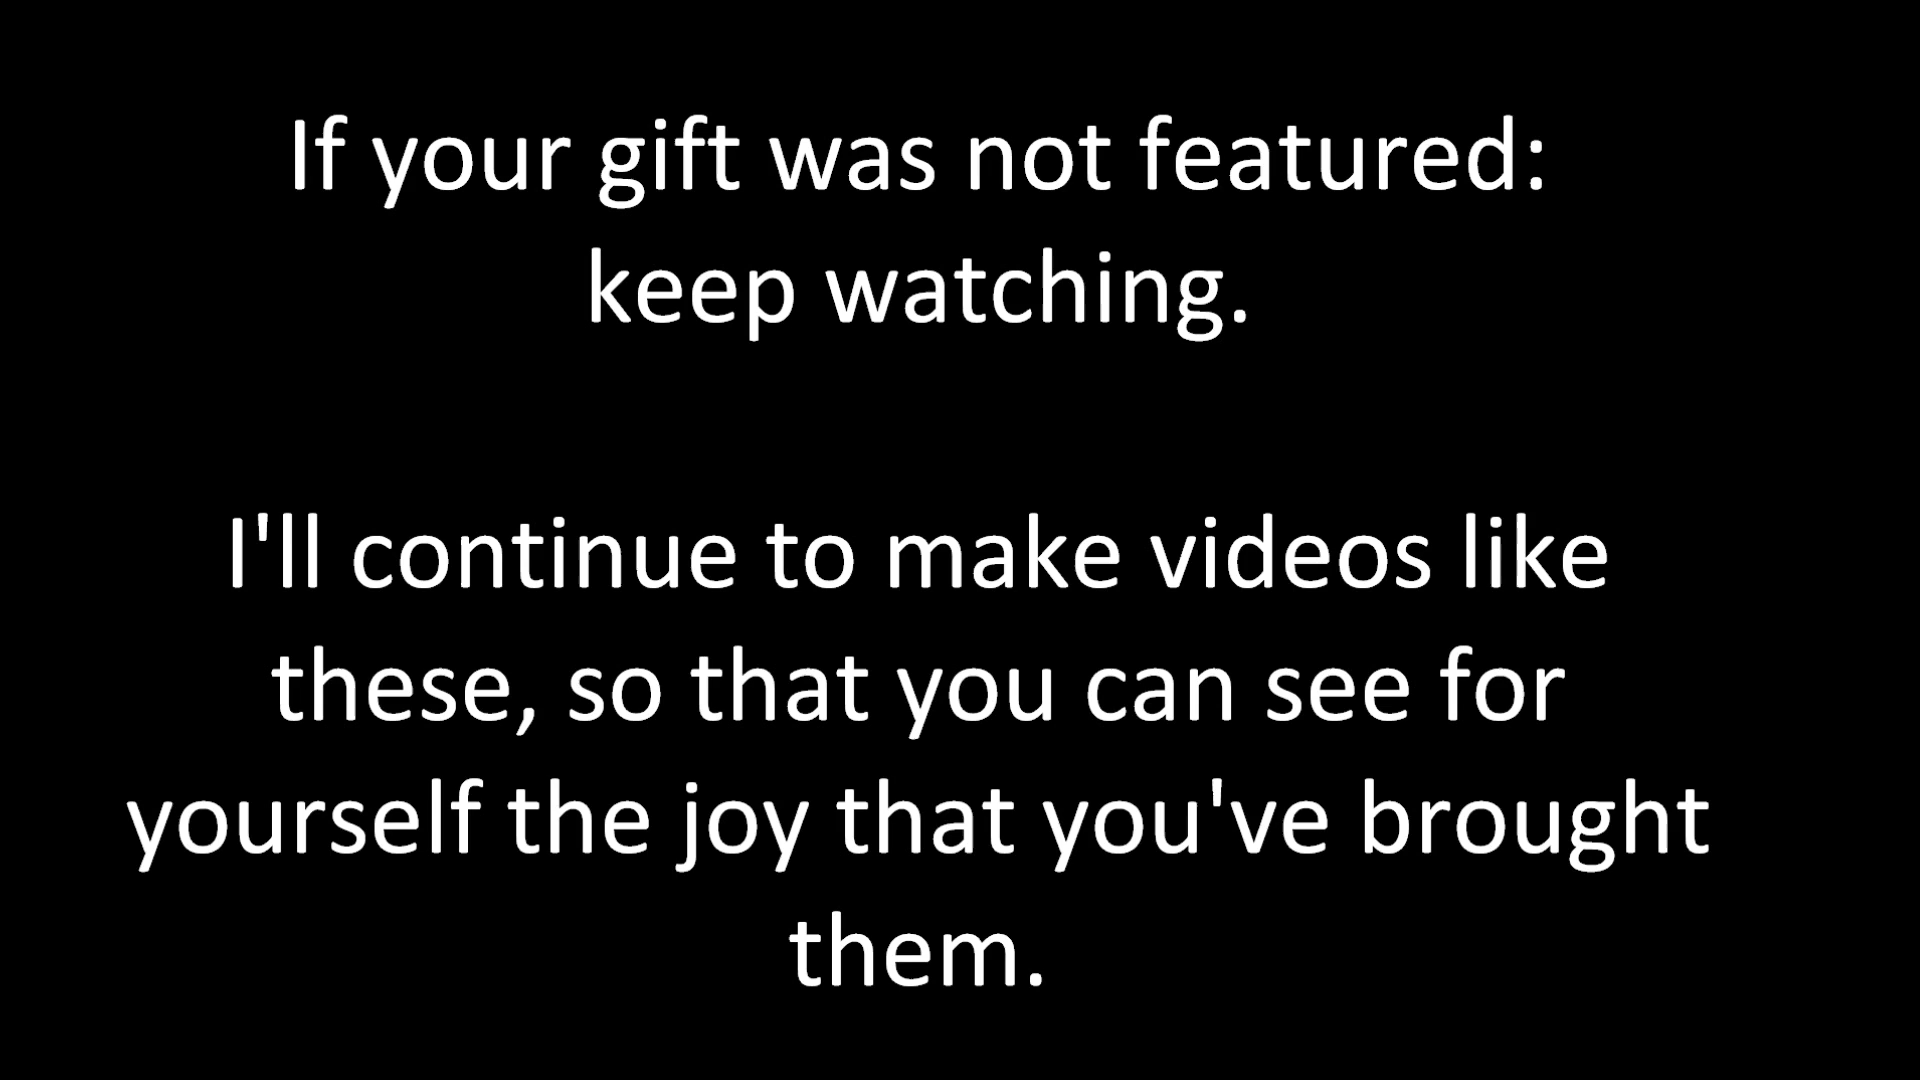 If your gift was not featured:
keep watching.
I'll continue to make videos like
these, so that you can see for
yourself the joy that you've brought
them.